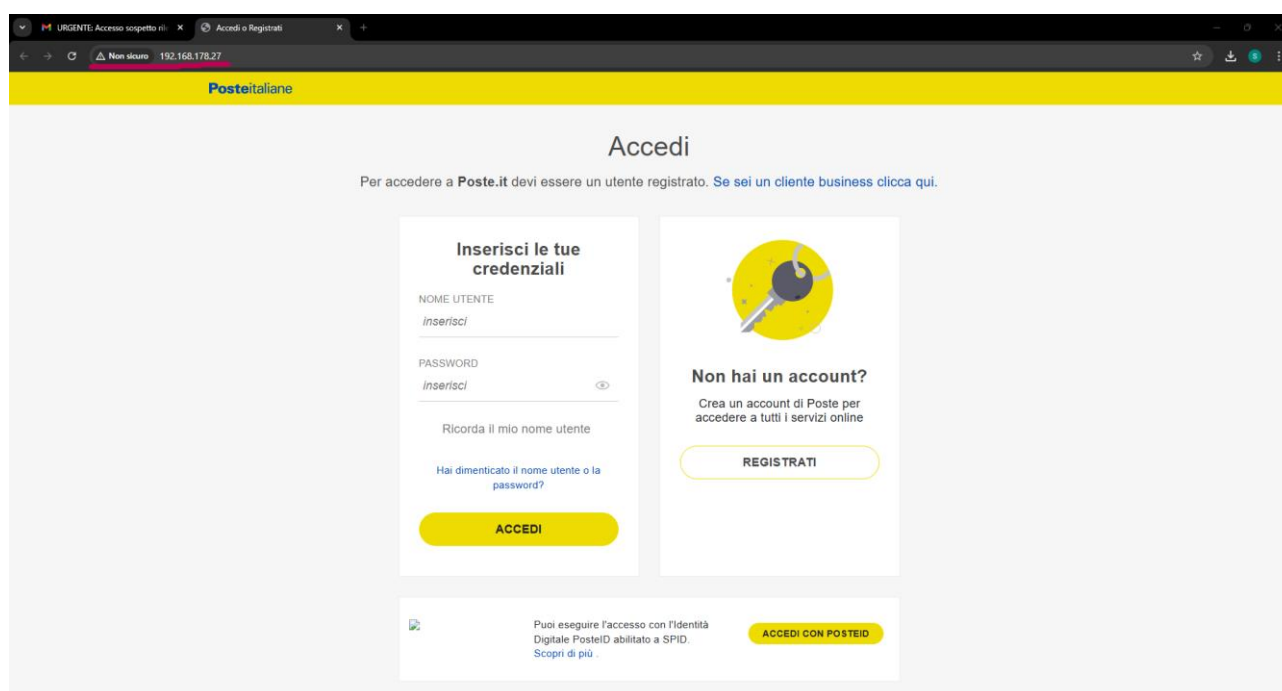 URGENTE: Accesso sospetto ril
Accedi o Registrati
Non sicuro 192.168.178.27
S
Posteitaliane
Accedi
Per accedere a Poste.it devi essere un utente registrato. Se sei un cliente business clicca qui.
Inserisci le tue
credenziali
NOME UTENTE
inserisci
PASSWORD
inserisci
Ricorda il mio nome utente
Hai dimenticato il nome utente o la
password?
ACCEDI
Non hai un account?
Crea un account di Poste per
accedere a tutti i servizi online
REGISTRATI
Puoi eseguire l'accesso con l'Identità
Digitale PosteID abilitato a SPID.
Scopri di più .
ACCEDI CON POSTEID